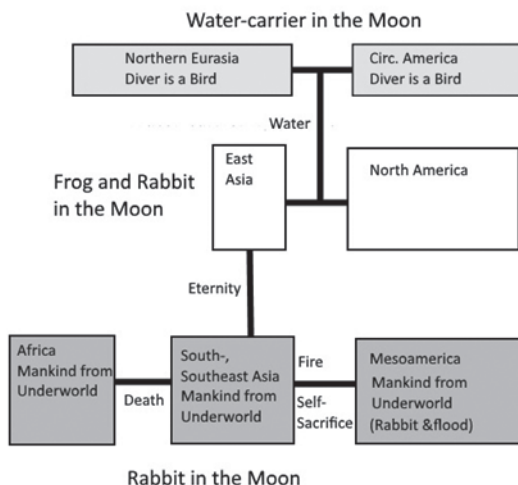 Water-carrier in the Moon
Northern Eurasia
Diver is a Bird
Circ. America
Diver is a Bird
Water
East
Asia
North America
Frog and Rabbit
in the Moon
Eternity
Africa
Mankind from
Underworld
Death
South-,
Southeast Asia
Mankind from
Underworld
Fire
Self-
Sacrifice
Mesoamerica
Mankind from
Underworld
(Rabbit &flood)
Rabbit in the Moon